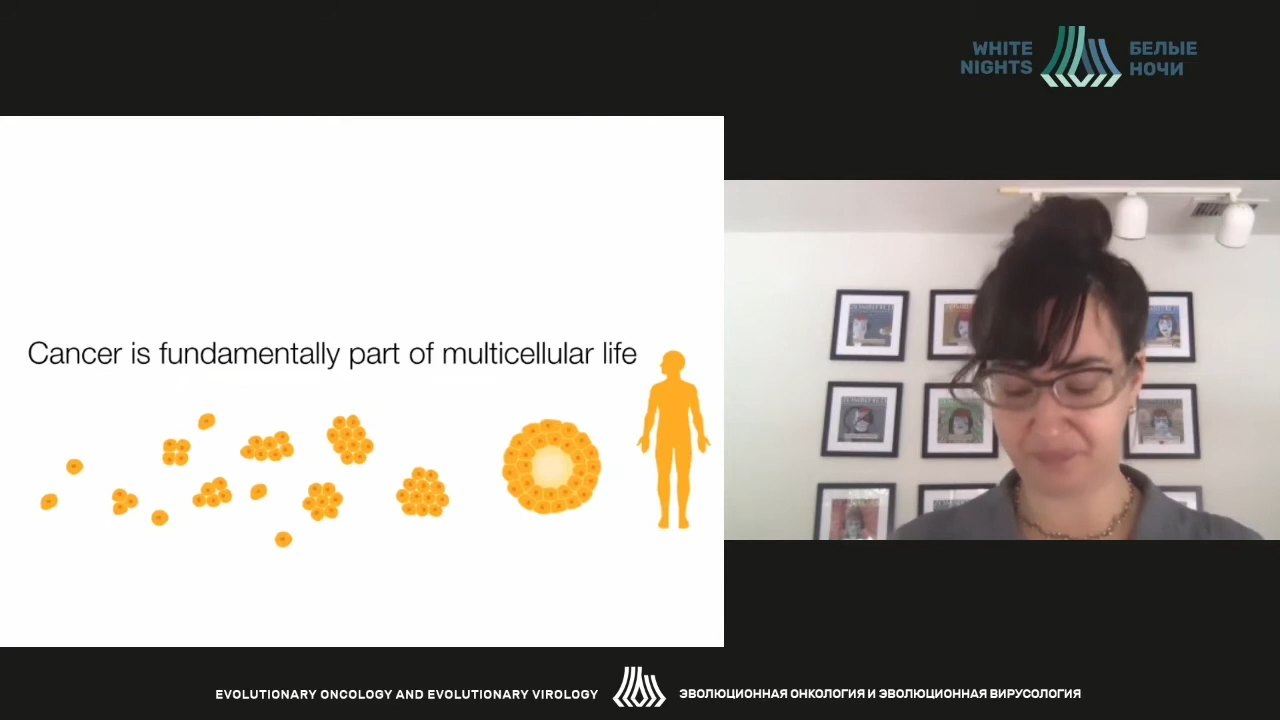 WHITE
NIGHTS
БЕЛЫЕ
НОЧИ
Cancer is fundamentally part of multicellular life
EVOLUTIONARY ONCOLOGY AND EVOLUTIONARY VIROLOGY
ЭВОЛЮЦИОННАЯ ОНКОЛОГИЯ И ЭВОЛЮЦИОННАЯ ВИРУСОЛОГИЯ